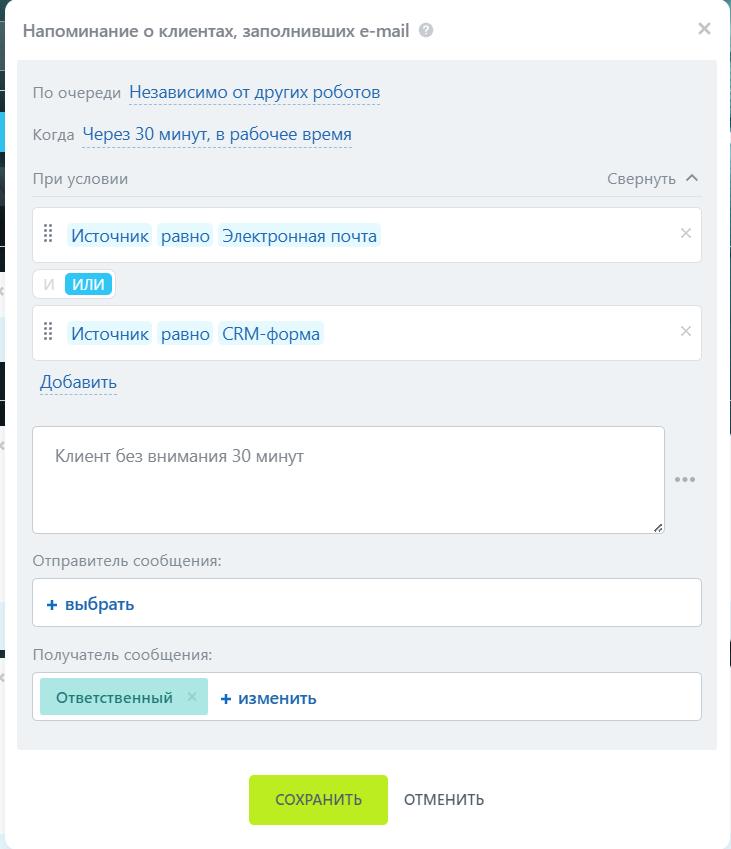 Напоминание о клиентах, заполнивших e-mail ?
По очереди Независимо от других роботов
Когда Через 30 минут, в рабочее время
При условии Свернуть
Источник равно Электронная почта
И ИЛИ
Источник равно CRM-форма
Добавить
Клиент без внимания 30 минут
Отправитель сообщения:
+ выбрать
Получатель сообщения:
Ответственный × + изменить
СОХРАНИТЬ ОТМЕНИТЬ